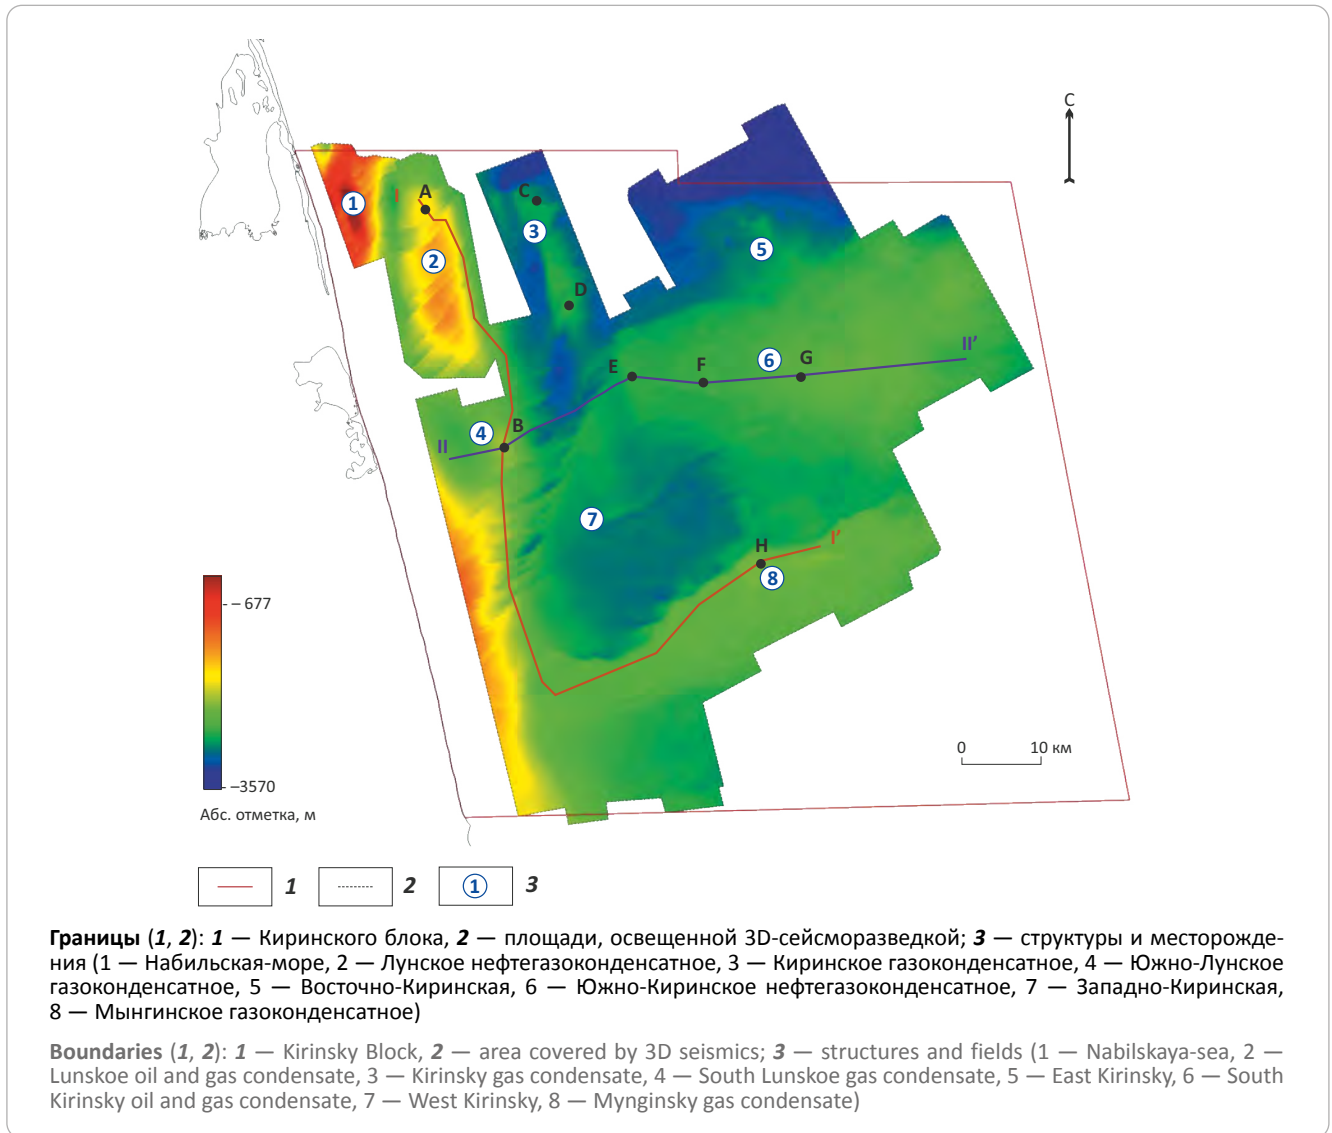 С
1
I
A
2
C
3
D
5
E
F
6
G
II'
II
4
B
7
H
I'
8
– 677
–3570
Абс. отметка, м
0 10 км
1 2 1 3
Границы (1, 2): 1 — Киринского блока, 2 — площади, освещенной 3D-сейсморазведкой; 3 — структуры и месторожде-
ния (1 — Набильская-море, 2 — Лунское нефтегазоконденсатное, 3 — Киринское газоконденсатное, 4 — Южно-Лунское
газоконденсатное, 5 — Восточно-Киринская, 6 — Южно-Киринское нефтегазоконденсатное, 7 — Западно-Киринская,
8 — Мынгинское газоконденсатное)
Boundaries (1, 2): 1 — Kirinsky Block, 2 — area covered by 3D seismics; 3 — structures and fields (1 — Nabilskaya-sea, 2 —
Lunskoe oil and gas condensate, 3 — Kirinsky gas condensate, 4 — South Lunskoe gas condensate, 5 — East Kirinsky, 6 — South
Kirinsky oil and gas condensate, 7 — West Kirinsky, 8 — Mynginsky gas condensate)